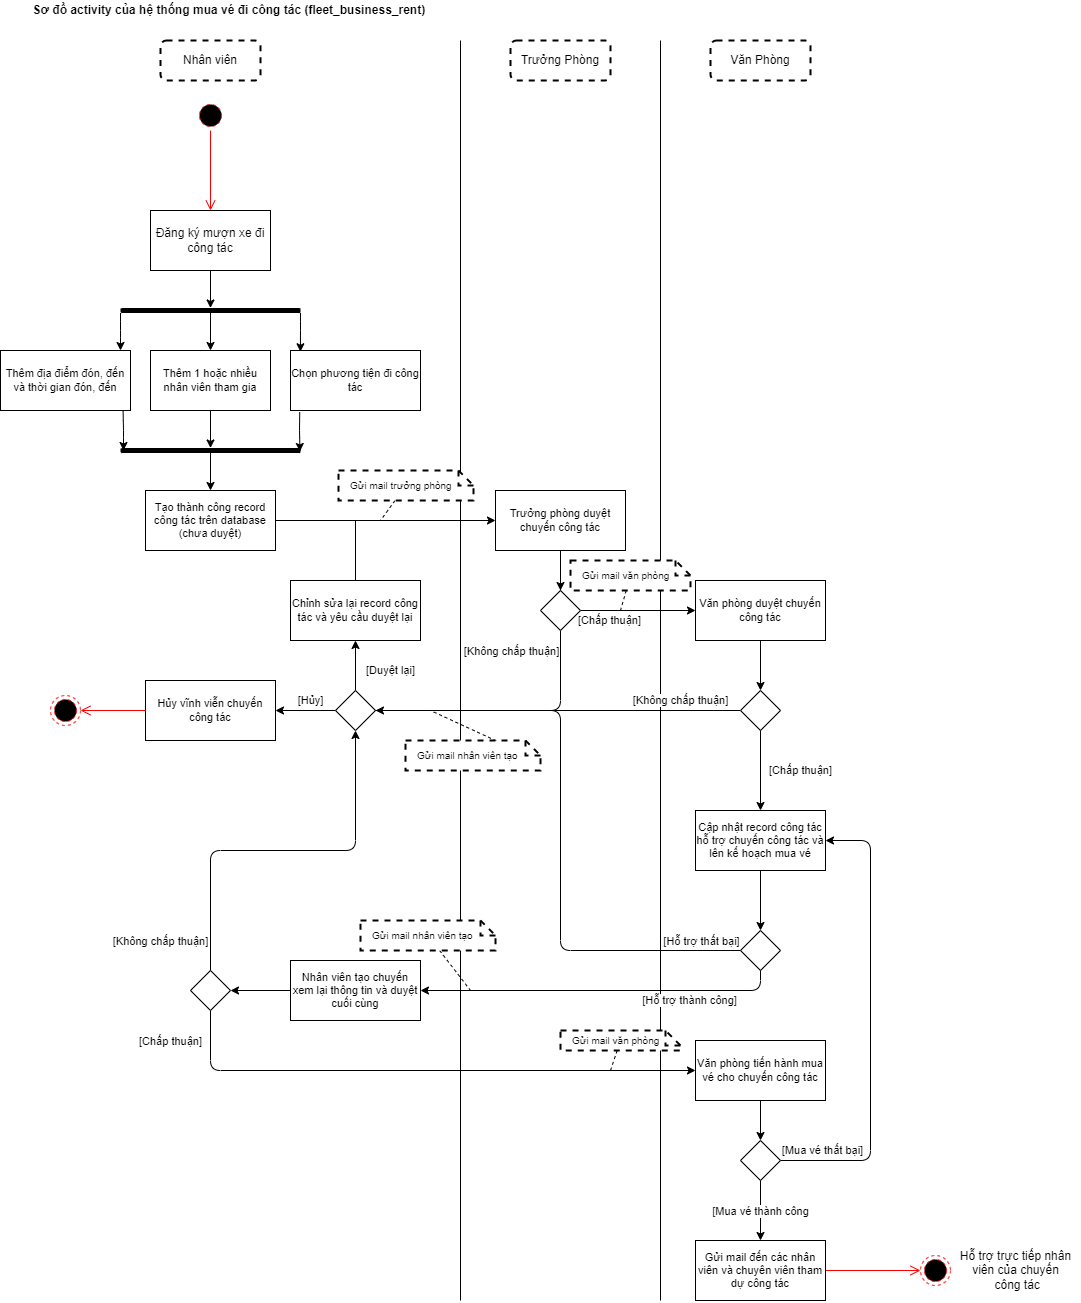 Sơ đồ activity của hệ thống mua vé đi công tác (fleet_business_rent)
Nhân viên
Trưởng Phòng
Văn Phòng
Đăng ký mượn xe đi
công tác
Thêm địa điểm đón, đến
và thời gian đón, đến
Thêm 1 hoặc nhiều
nhân viên tham gia
Chọn phương tiện đi công
tác
Gửi mail trưởng phòng
Tạo thành công record
công tác trên database
(chưa duyệt)
Trưởng phòng duyệt
chuyến công tác
Gửi mail văn phòng
Chỉnh sửa lại record công
tác và yêu cầu duyệt lại
[Chấp thuận]
Văn phòng duyệt chuyến
công tác
[Không chấp thuận]
[Duyệt lại]
Hủy vĩnh viễn chuyến
công tác
[Hủy]
[Không chấp thuận]
Gửi mail nhân viên tạo
[Chấp thuận]
Cập nhật record công tác
hỗ trợ chuyến công tác và
lên kế hoạch mua vé
Gửi mail nhân viên tạo
[Không chấp thuận]
[Hỗ trợ thất bại]
Nhân viên tạo chuyến
xem lại thông tin và duyệt
cuối cùng
[Hỗ trợ thành công]
[Chấp thuận]
Gửi mail văn phòng
Văn phòng tiến hành mua
vé cho chuyến công tác
[Mua vé thất bại]
[Mua vé thành công
Gửi mail đến các nhân
viên và chuyên viên tham
dự công tác
Hỗ trợ trực tiếp nhân
viên của chuyến
công tác